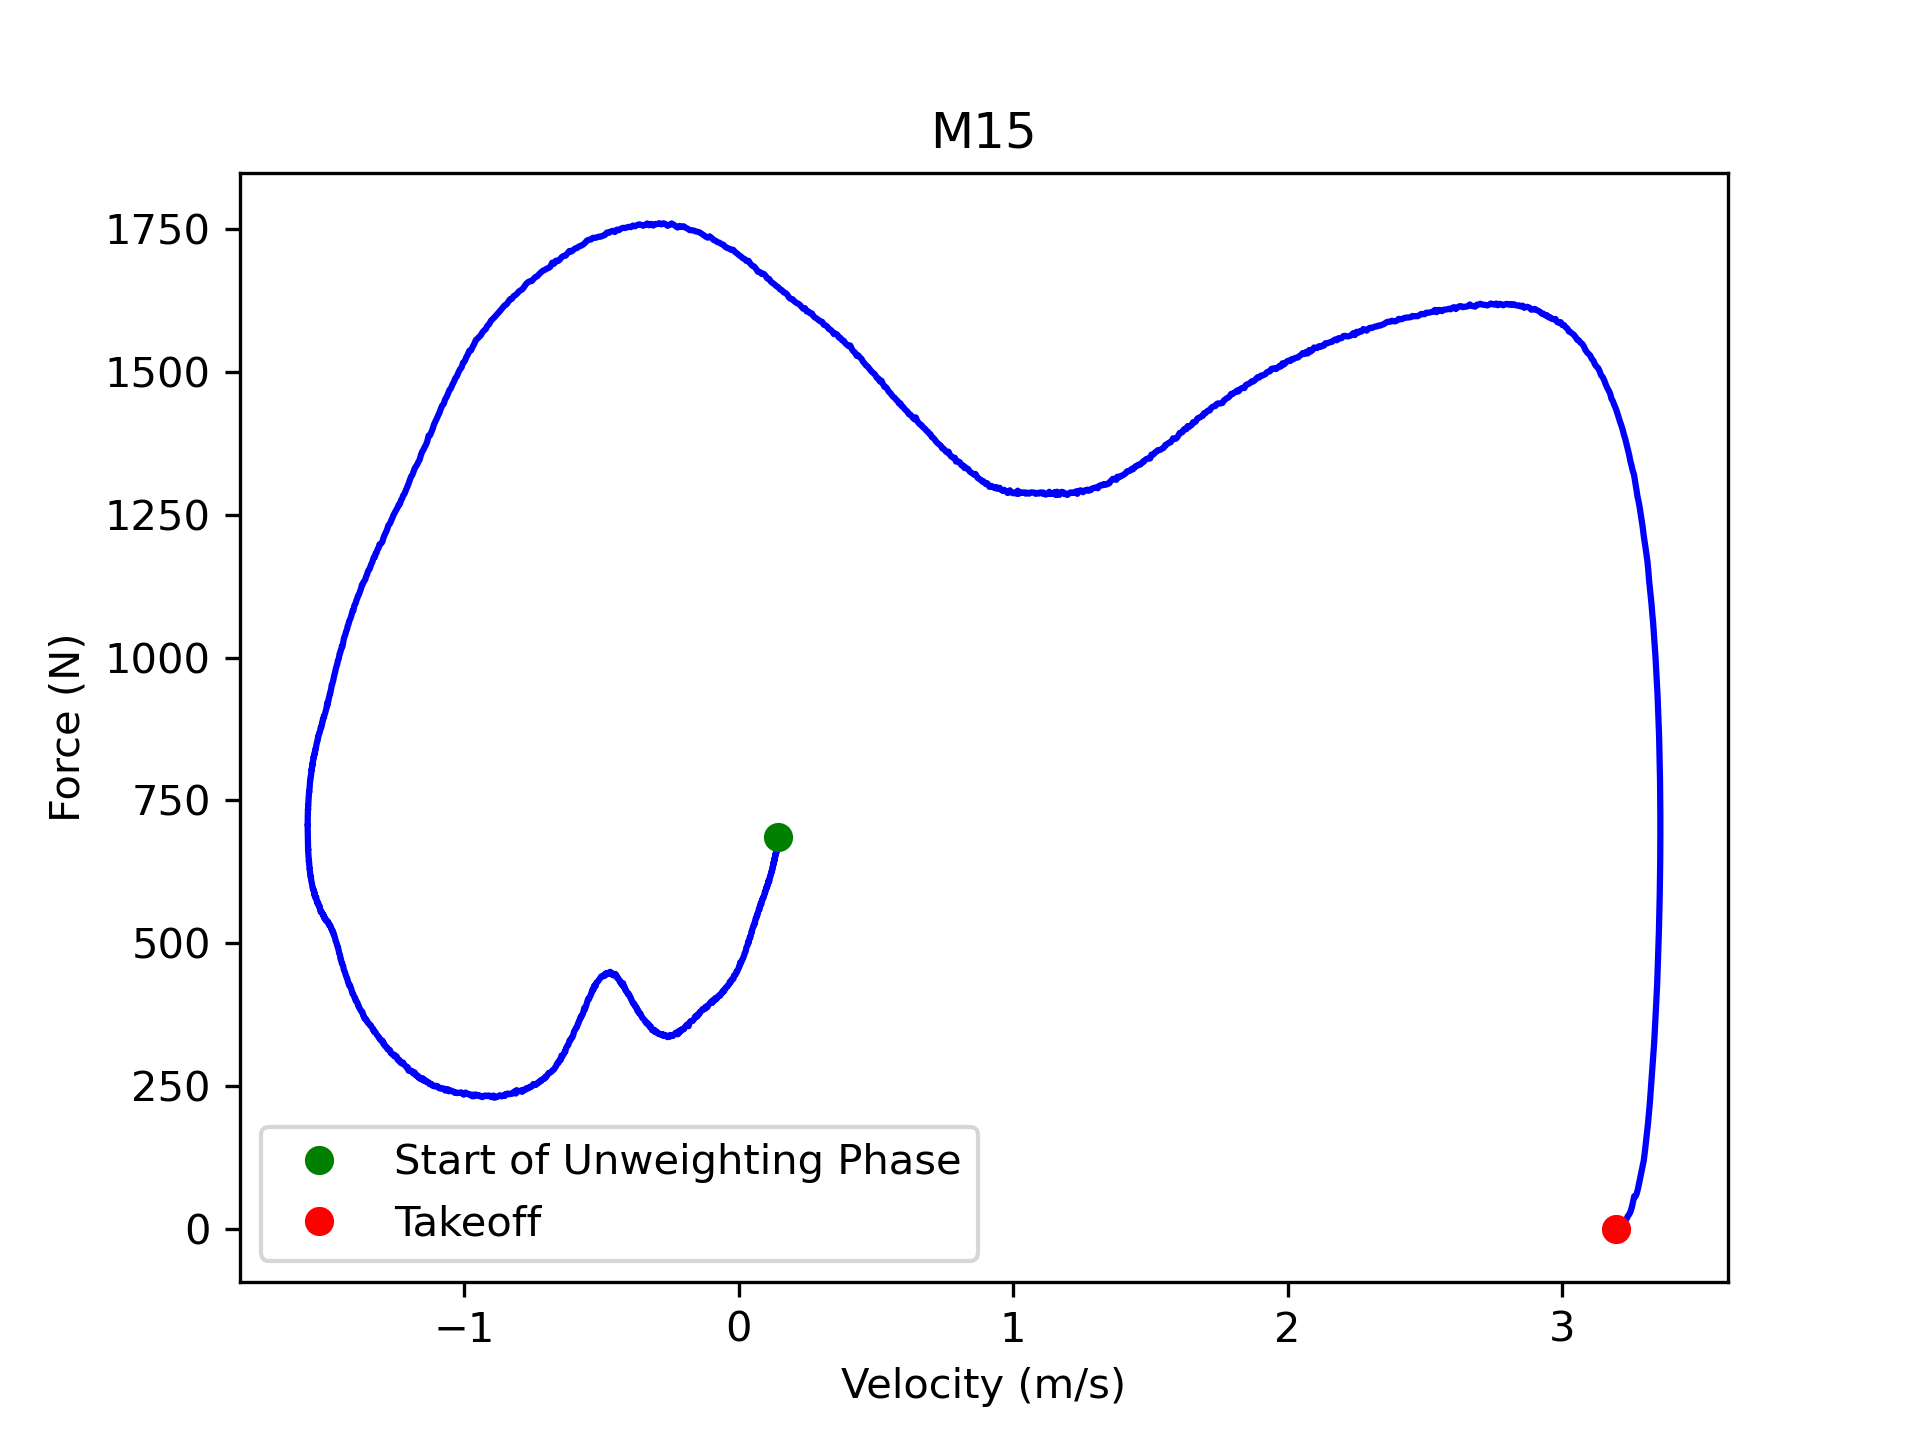 M15
1750
1500
1250
1000
750
500
250
0
Force (N)
Start of Unweighting Phase
Takeoff
−1 0 1 2 3
Velocity (m/s)